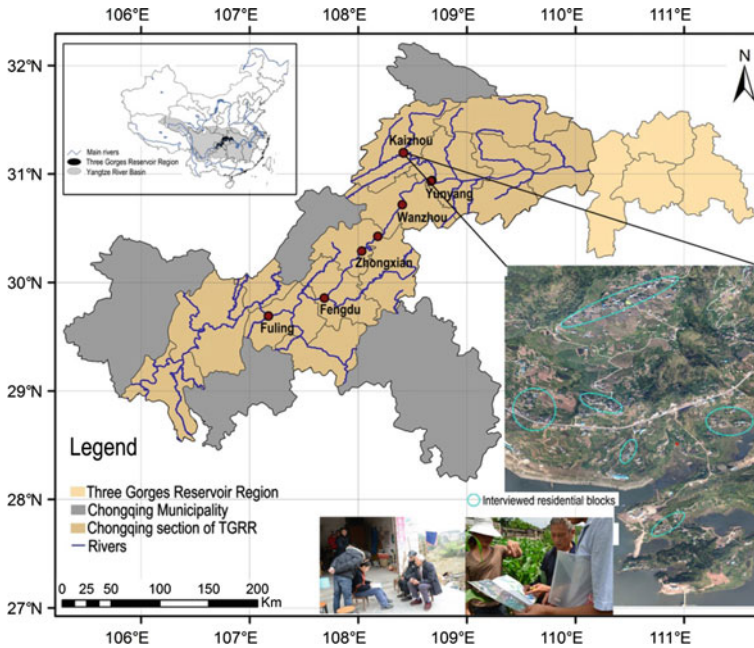 106°E 107°E 108°E 109°E 110°E 111°E
32°N
31°N
30°N
29°N
28°N
27°N
N
Main rivers
Three Gorges Reservoir Region
Yangtze River Basin
Kaizhou
Yunyang
Wanzhou
Zhongxian
Fengdu
Fuling
Legend
Three Gorges Reservoir Region
Chongqing Municipality
Chongqing section of TGRR
Rivers
Interviewed residential blocks
0 25 50 100 150 200
Km
106°E 107°E 108°E 109°E 110°E 111°E